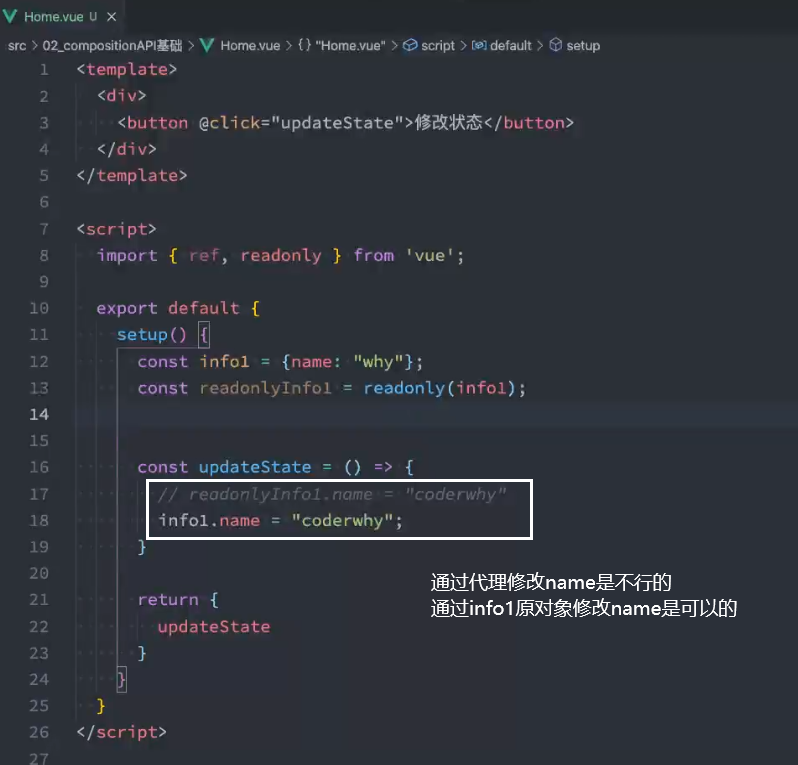 Home.vue U ×
src > 02_compositionAPI基础 > Home.vue > {} "Home.vue" > script > default > setup
1 <template>
2 <div>
3 <button @click="updateState">修改状态</button>
4 </div>
5 </template>
6
7 <script>
8 import { ref, readonly } from 'vue';
9
10 export default {
11 setup() {
12 const info1 = {name: "why"};
13 const readonlyInfo1 = readonly(info1);
14
15
16 const updateState = () => {
17 // readonlyInfo1.name = "coderwhy"
18 info1.name = "coderwhy";
19 }
20
通过代理修改name是不行的
通过info1原对象修改name是可以的
21 return {
22 updateState
23 }
24 }
25 }
26 </script>
27